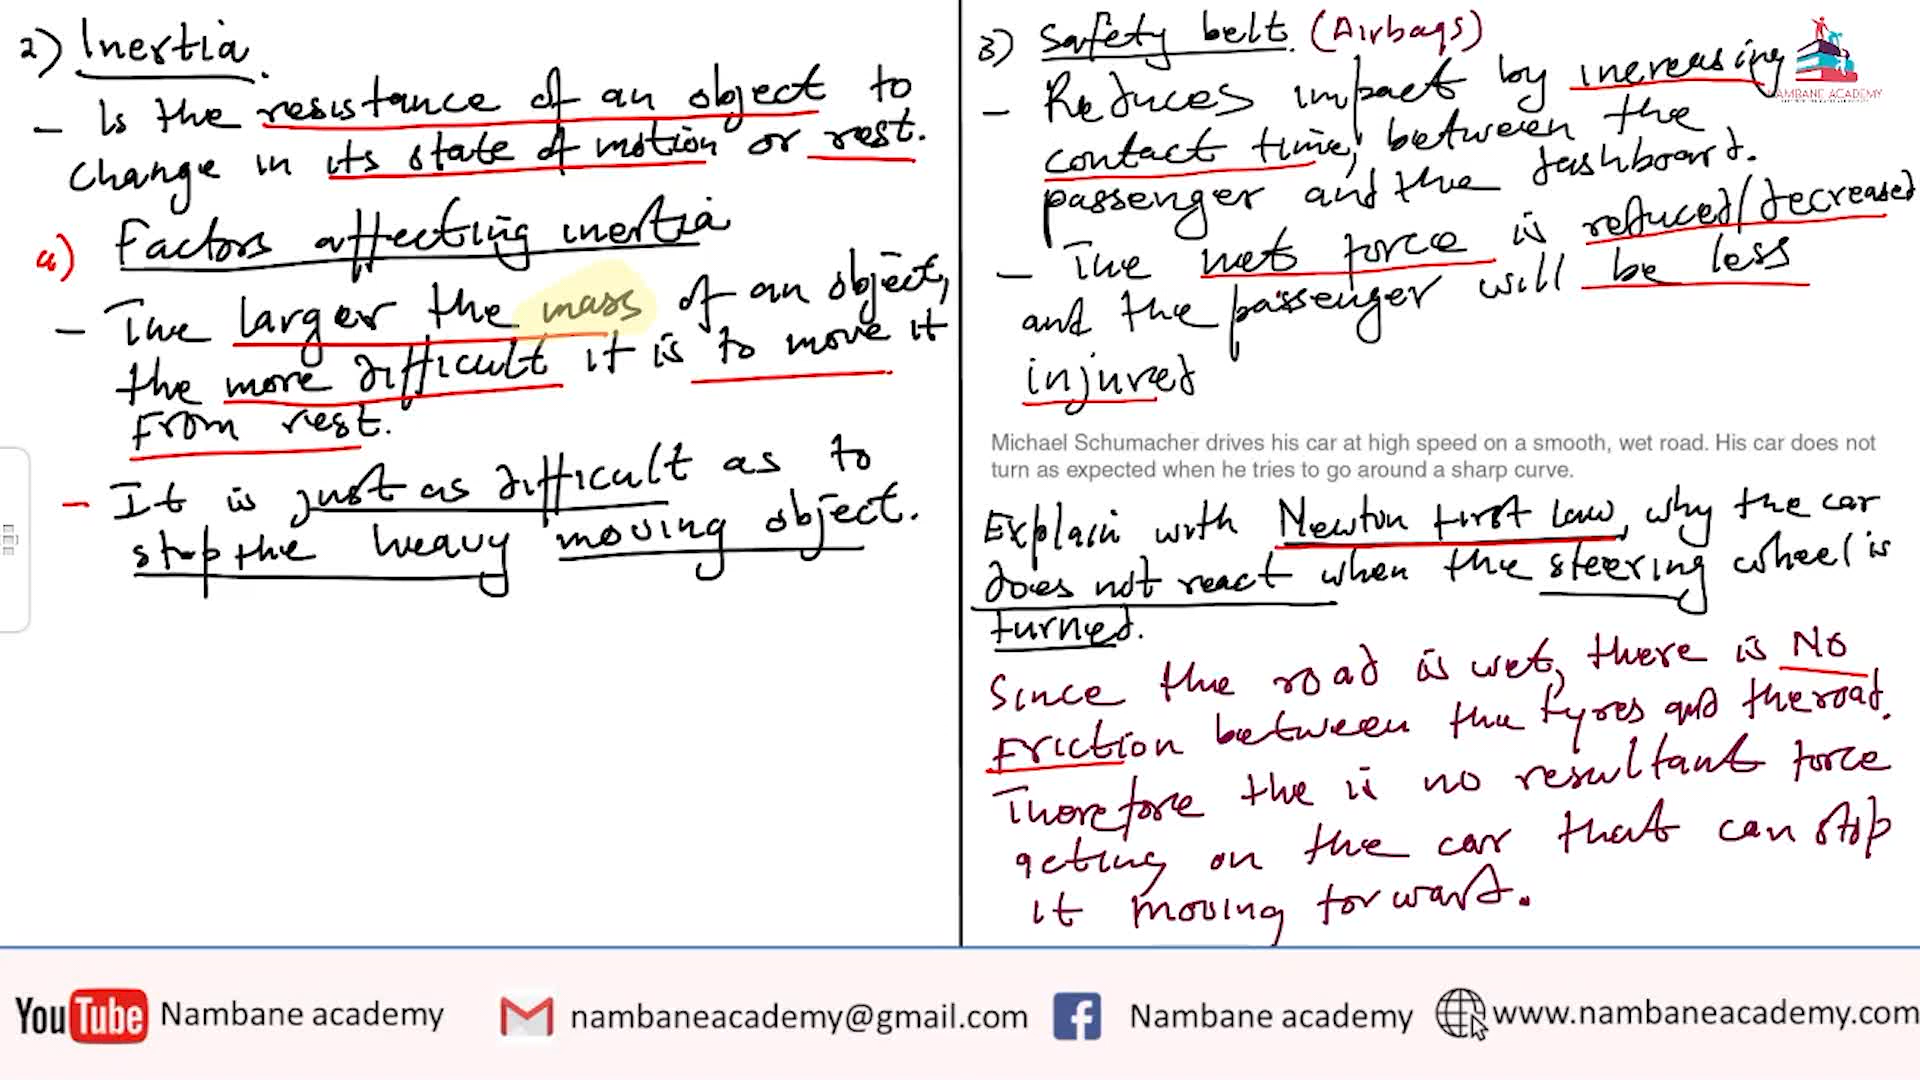 2) Inertia.
- Is the resistance of an object to
change in its state of motion or rest.
a) Factors affecting inertia
- The larger the mass of an object,
the more difficult it is to move it
from rest.
- It is just as difficult as to
stop the heavy moving object.
3) Safety belt. (Airbags)
- Reduces impact by increasing
contact time, between the
passenger and the dashboard.
- The net force is reduced/decreased
and the passenger will be less
injured
NAMBANE ACADEMY
Michael Schumacher drives his car at high speed on a smooth, wet road. His car does not
turn as expected when he tries to go around a sharp curve.
Explain with Newton first law, why the car
does not react when the steering wheel is
turned.
Since the road is wet, there is No
Friction between the tyres and the road.
Therefore the is no resultant force
acting on the car that can stop
it moving forward.
YouTube Nambane academy nambaneacademy@gmail.com Nambane academy www.nambaneacademy.com